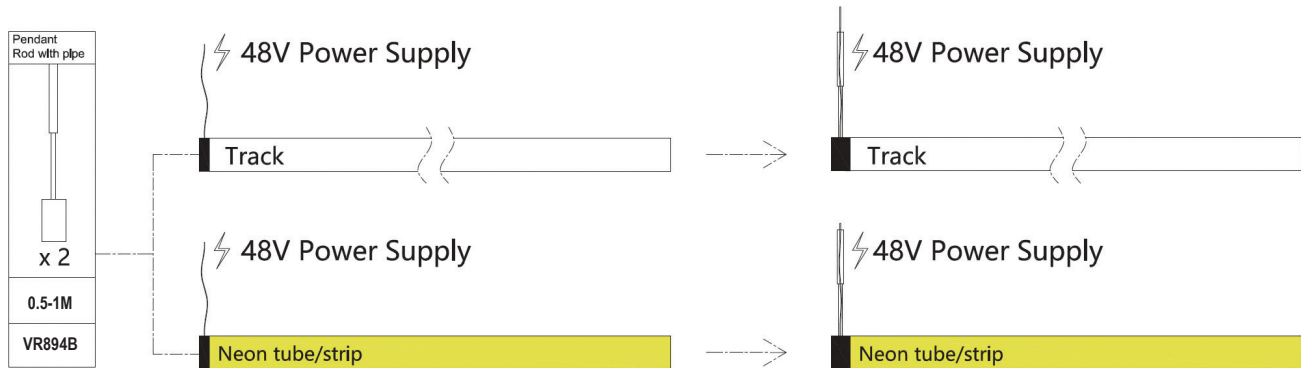 Pendant
Rod with pipe
x 2
0.5-1M
VR894B
48V Power Supply
Track
48V Power Supply
Track
48V Power Supply
Neon tube/strip
48V Power Supply
Neon tube/strip